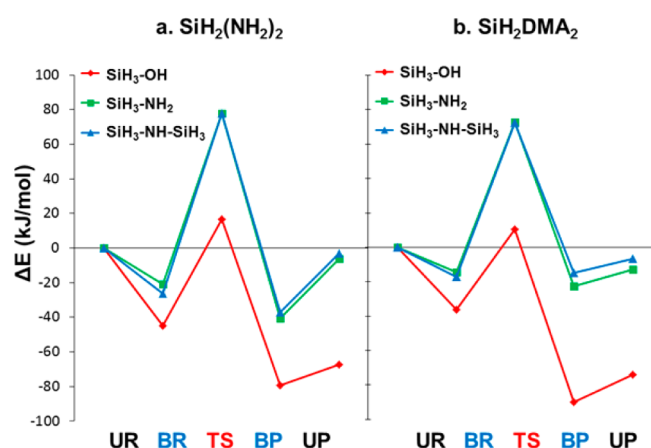 a. SiH₂(NH₂)₂
b. SiH₂DMA₂
SiH₃-OH
SiH₃-NH₂
SiH₃-NH-SiH₃
SiH₃-OH
SiH₃-NH₂
SiH₃-NH-SiH₃
ΔE (kJ/mol)
100
80
60
40
20
0
-20
-40
-60
-80
-100
UR BR TS BP UP
UR BR TS BP UP